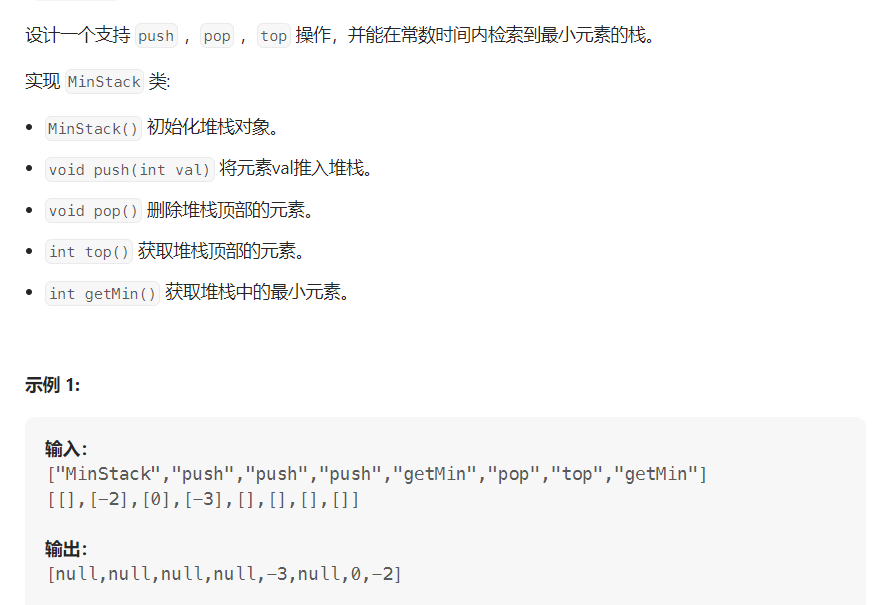 设计一个支持 push ，pop ，top 操作，并能在常数时间内检索到最小元素的栈。
实现 MinStack 类:
• MinStack() 初始化堆栈对象。
• void push(int val) 将元素val推入堆栈。
• void pop() 删除堆栈顶部的元素。
• int top() 获取堆栈顶部的元素。
• int getMin() 获取堆栈中的最小元素。
示例 1:
输入：
["MinStack","push","push","push","getMin","pop","top","getMin"]
[[],[-2],[0],[-3],[],[],[],[]]
输出：
[null,null,null,null,-3,null,0,-2]